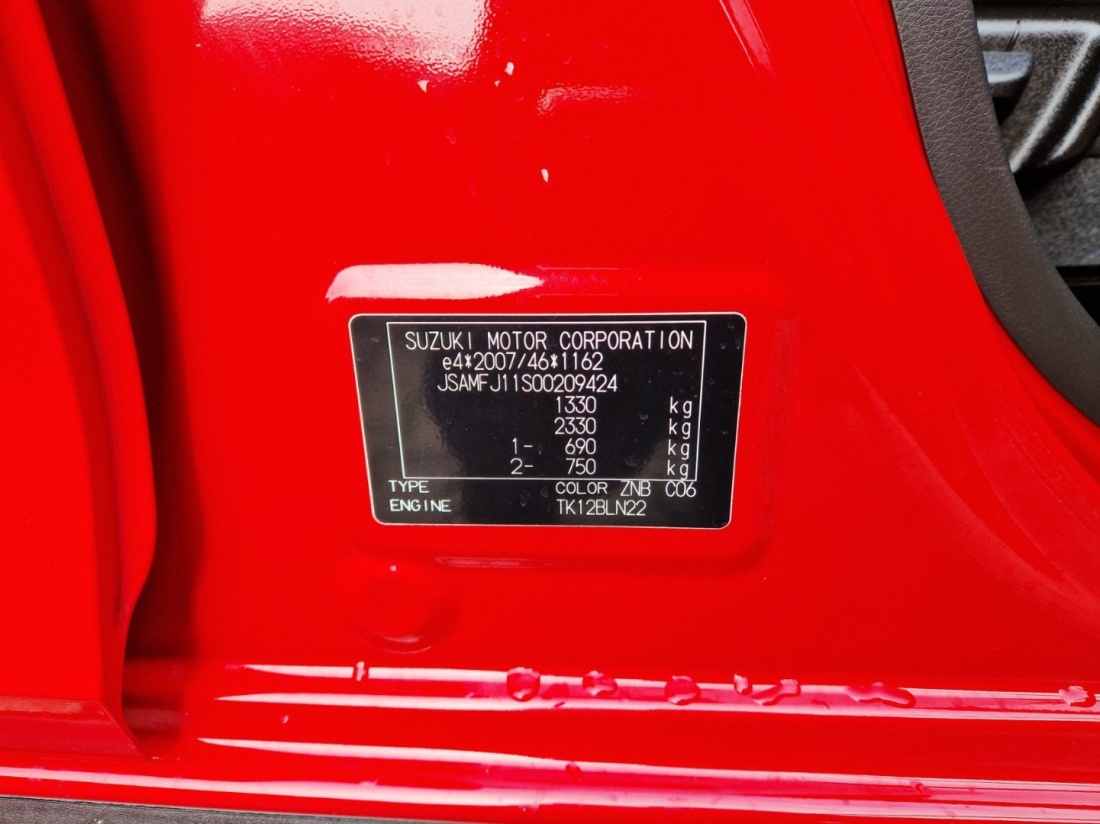 SUZUKI MOTOR CORPORATION
e4*2007/46*1162
JSAMFJ11S00209424
1330 kg
2330 kg
1- 690 kg
2- 750 kg
TYPE COLOR ZNB C06
ENGINE TK12BLN22